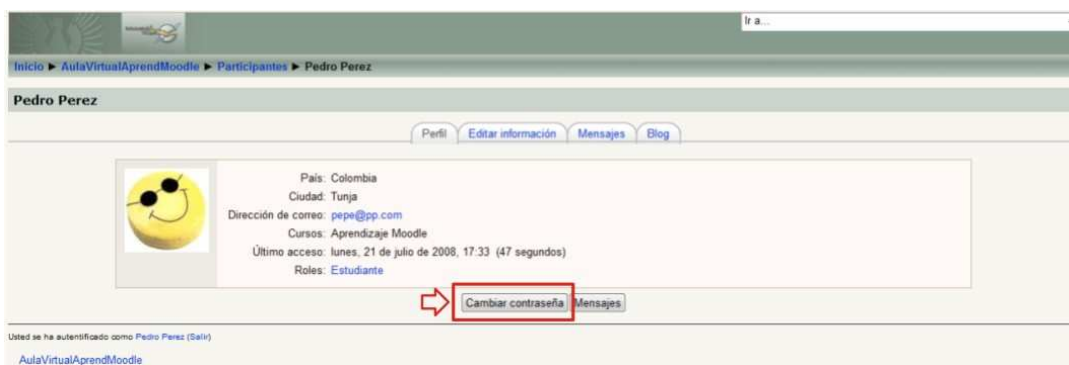 Ir a...
Inicio ► AulaVirtualAprendMoodle ► Participantes ► Pedro Perez
Pedro Perez
Perfil Editar información Mensajes Blog
País: Colombia
Ciudad: Tunja
Dirección de correo: pepe@pp.com
Cursos: Aprendizaje Moodle
Último acceso: lunes, 21 de julio de 2008, 17:33 (47 segundos)
Roles: Estudiante
Cambiar contraseña Mensajes
Usted se ha autentificado como Pedro Perez (Salir)
AulaVirtualAprendMoodle